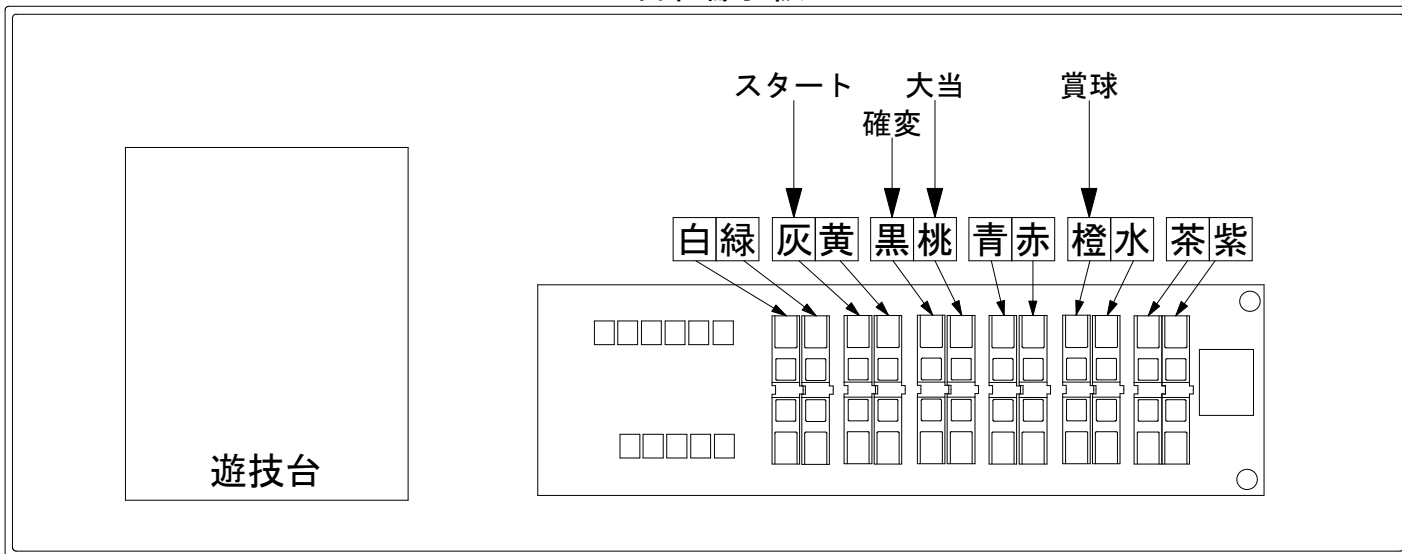 スタート
大当
賞球
確変
白緑 灰黄 黒桃 青赤 橙水 茶紫
遊技台